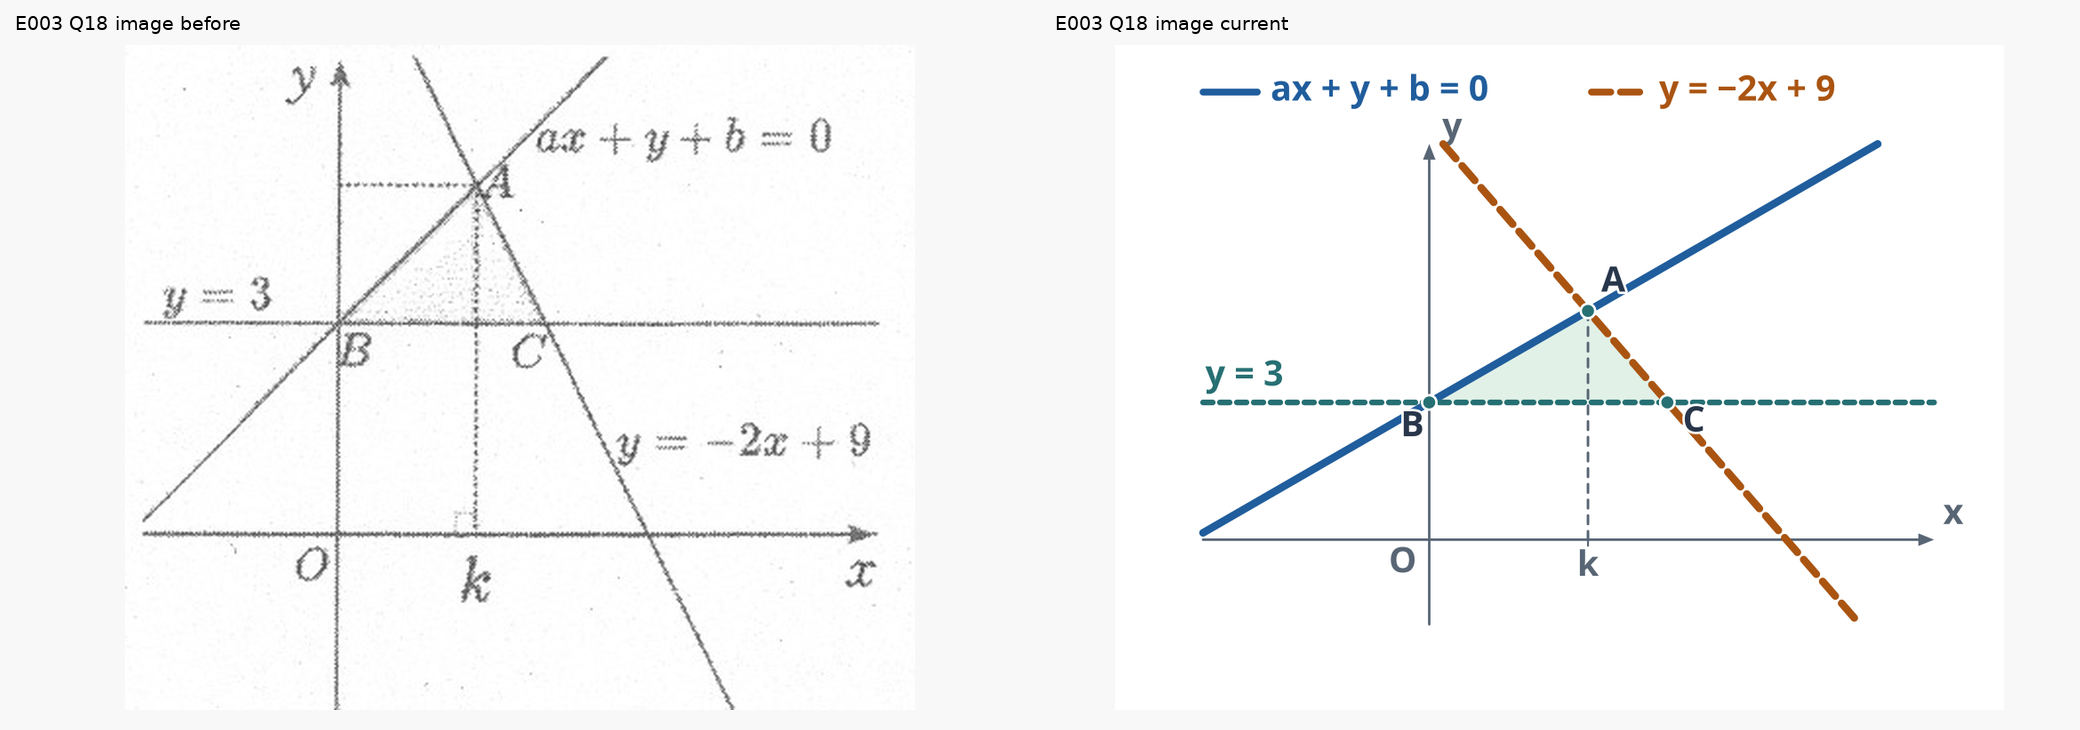 E003 Q18 image before
y
ax + y + b = 0
A
y = 3
B
C
y = −2x + 9
O
k
x
E003 Q18 image current
ax + y + b = 0
y = −2x + 9
y
A
y = 3
B
C
x
O
k